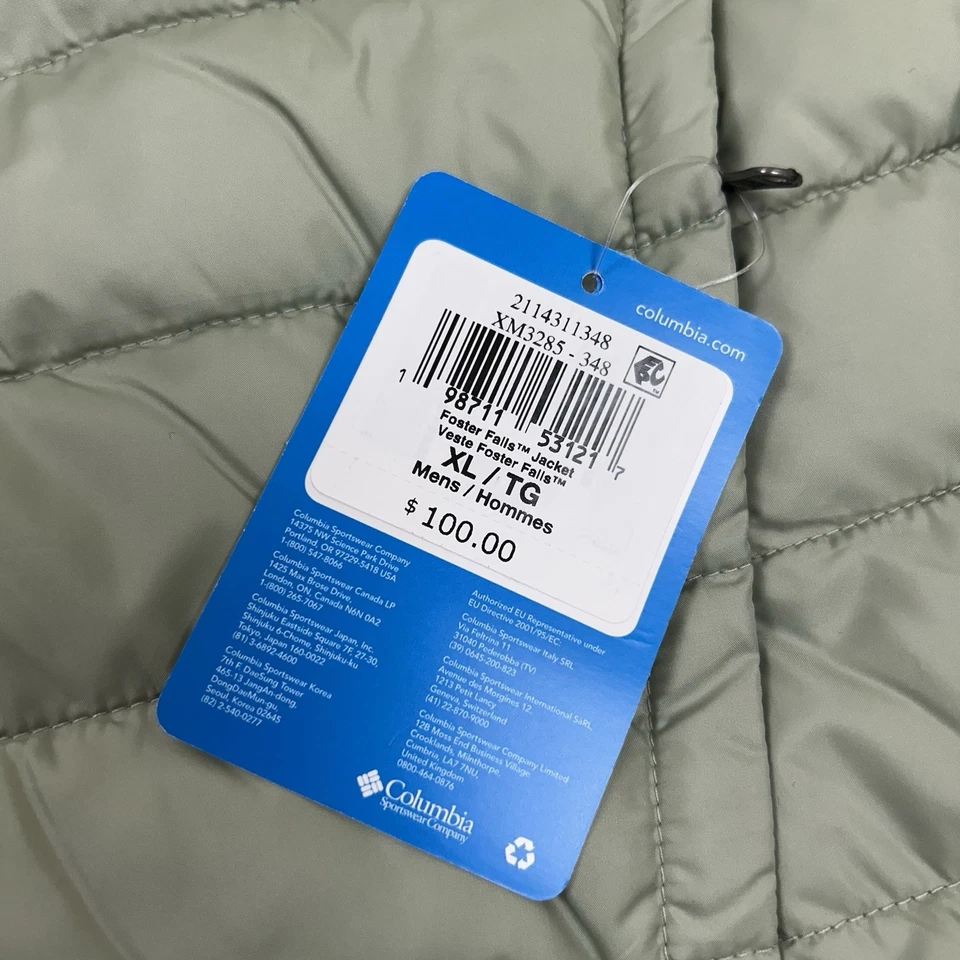 columbia.com
2114311348
XM3285 - 348
1 98711 53121 7
Foster Falls™ Jacket
Veste Foster Falls™
XL / TG
Mens / Hommes
$ 100.00
Columbia Sportswear Company
14375 NW Science Park Drive
Portland, OR 97229-5418 USA
1-(800) 547-8066
Columbia Sportswear Canada LP
1425 Max Brose Drive,
London, ON, Canada N6N 0A2
1-(800) 265-7067
Columbia Sportswear Japan, Inc.
Shinjuku Eastside Square 7F, 27-30,
Shinjuku 6-Chome, Shinjuku-ku
Tokyo, Japan 160-0022
(81) 3-6892-4600
Columbia Sportswear Korea
7th F. DaeSung Tower
465-13 JangAn dong,
DongDaeMun-gu,
Seoul, Korea 02645
(82) 2-540-0277
Authorized EU Representative under
EU Directive 2001/95/EC:
Columbia Sportswear Italy SRL
Via Feltrina 11
31040 Pederobba (TV)
(39) 0645-200-823
Columbia Sportswear International SàRL
Avenue des Morgines 12,
1213 Petit Lancy
Geneva, Switzerland
(41) 22-870-9000
Columbia Sportswear Company Limited
12B Moss End Business Village
Crooklands, Milnthorpe,
Cumbria, LA7 7NU,
United Kingdom
0800-464-0876
Columbia
Sportswear Company